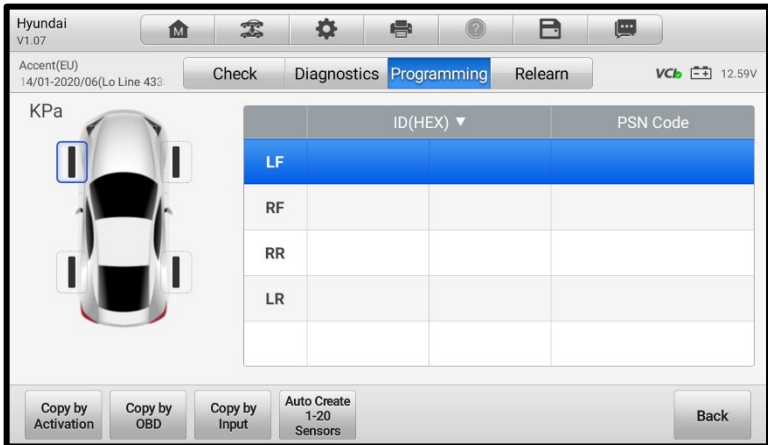 Hyundai
V1.07
M
?
Accent(EU)
14/01-2020/06(Lo Line 433
Check
Diagnostics
Programming
Relearn
VCI
12.59V
KPa
ID(HEX) ▼
PSN Code
LF
RF
RR
LR
Copy by
Activation
Copy by
OBD
Copy by
Input
Auto Create
1-20
Sensors
Back